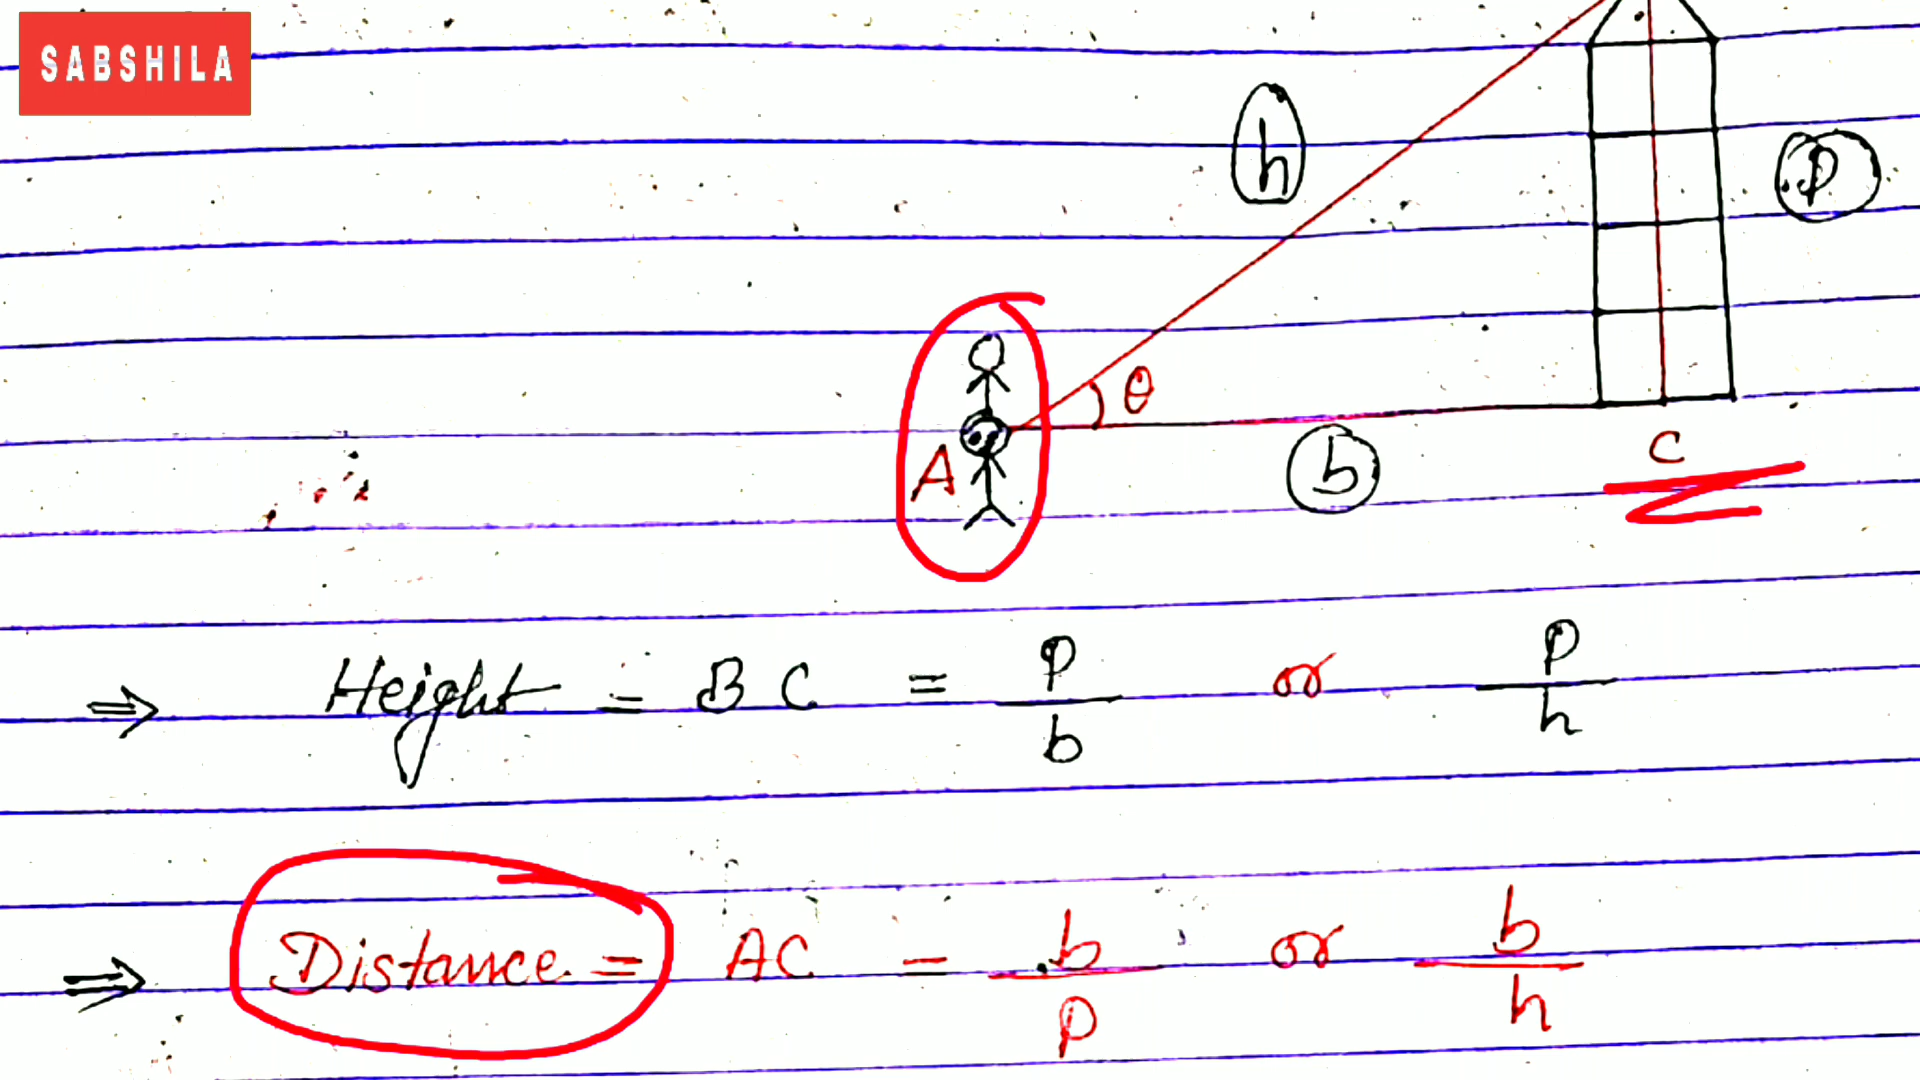 SABSHILA
h
p
θ
A
b
C
⇒ Height = BC = p/b or p/h
⇒ Distance = AC = b/p or b/h